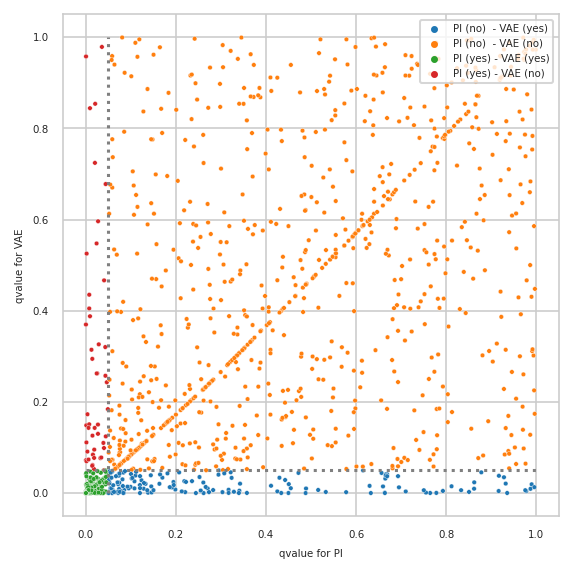 PI (no)  - VAE (yes)
PI (no)  - VAE (no)
PI (yes) - VAE (yes)
PI (yes) - VAE (no)
1.0
0.8
0.6
0.4
0.2
0.0
qvalue for VAE
0.0 0.2 0.4 0.6 0.8 1.0
qvalue for PI